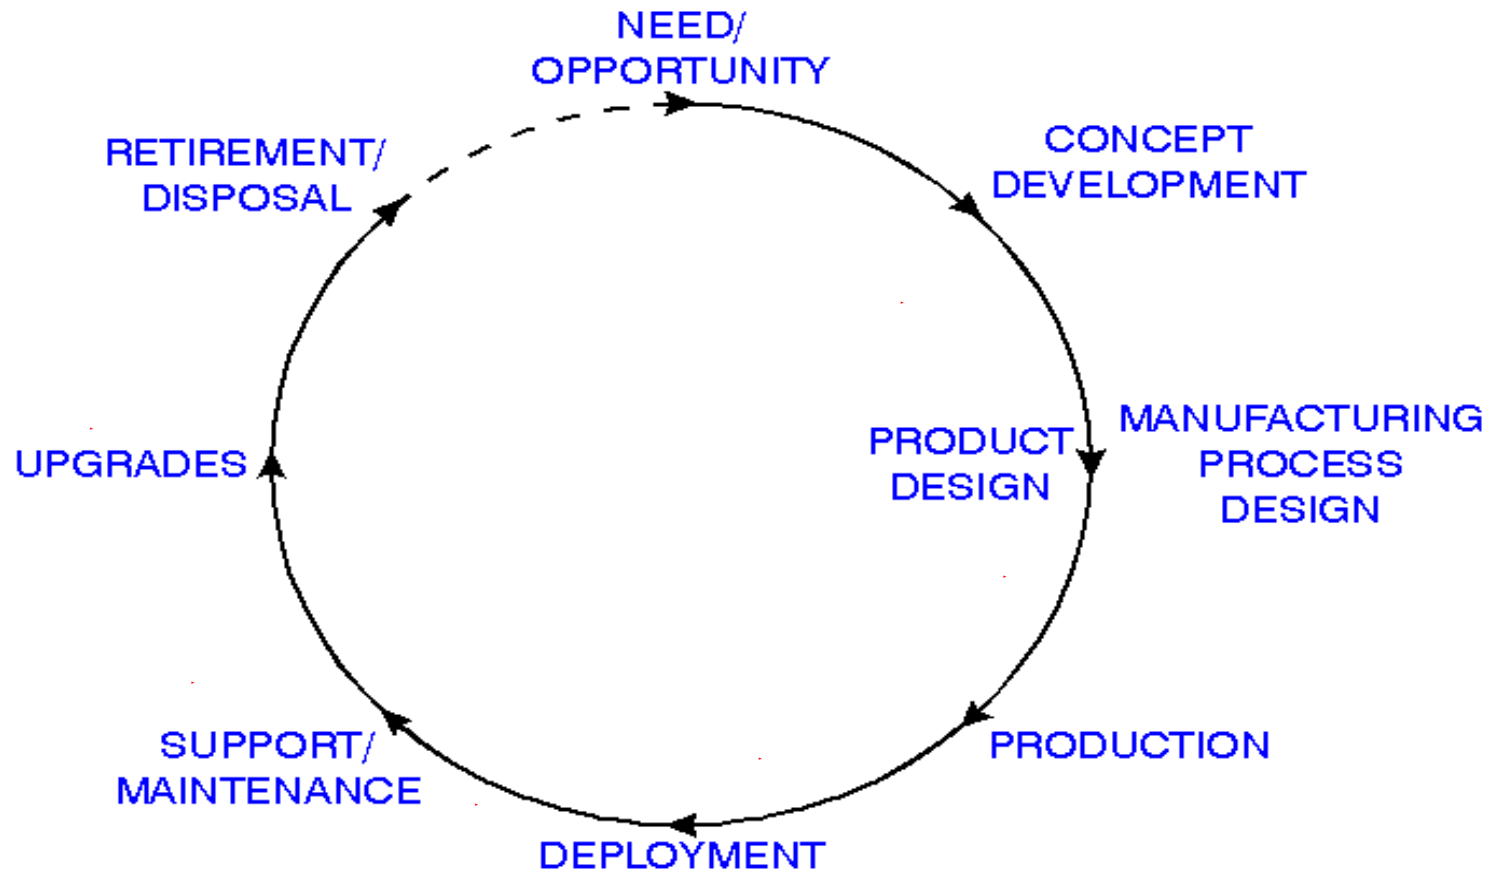 NEED/
OPPORTUNITY
CONCEPT
DEVELOPMENT
PRODUCT
DESIGN
MANUFACTURING
PROCESS
DESIGN
PRODUCTION
DEPLOYMENT
SUPPORT/
MAINTENANCE
UPGRADES
RETIREMENT/
DISPOSAL